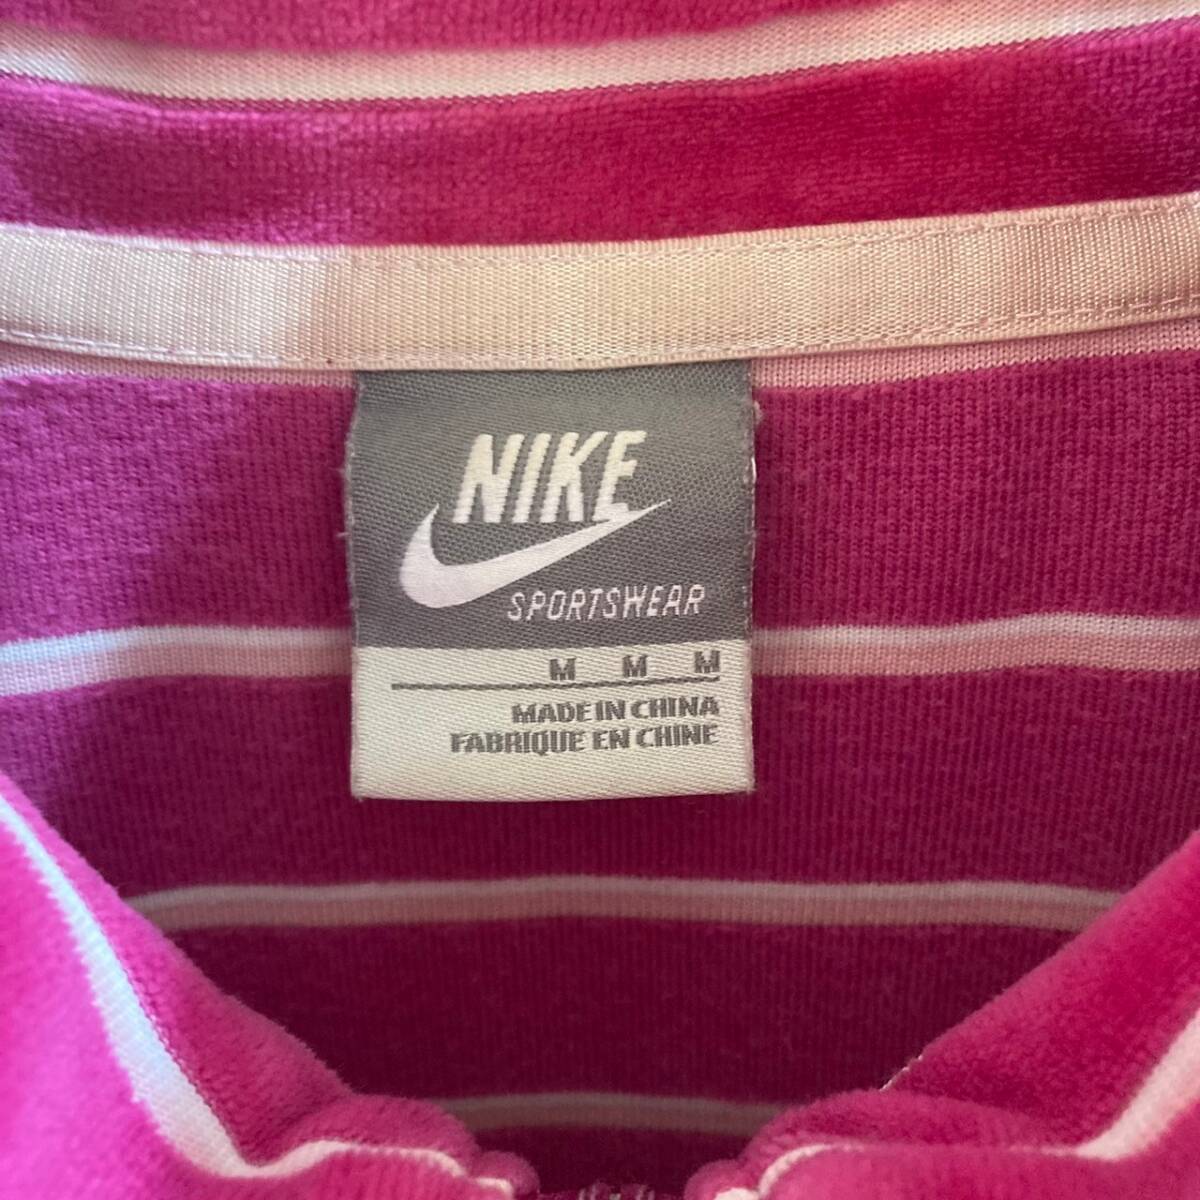 NIKE
SPORTSWEAR
M M M
MADE IN CHINA
FABRIQUE EN CHINE